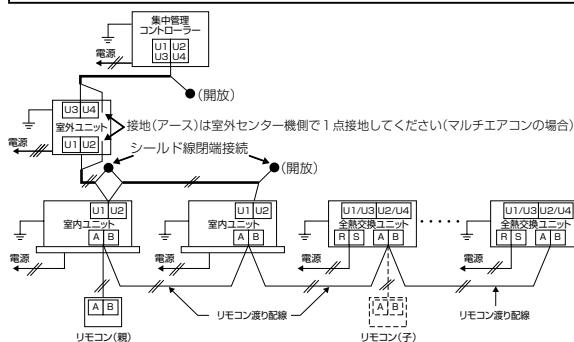 集中管理
コントローラー
U1 U2
U3 U4
電源
(開放)
U3 U4
室外ユニット
接地(アース)は室外センター機側で1点接地してください(マルチエアコンの場合)
U1 U2
電源
シールド線閉端接続
(開放)
U1 U2
室内ユニット
A B
電源
U1 U2
室内ユニット
A B
電源
U1/U3 U2/U4
全熱交換ユニット
R S A B
電源
・・・・・
U1/U3 U2/U4
全熱交換ユニット
R S A B
電源
A B
リモコン(親)
リモコン渡り配線
A B
リモコン(子)
リモコン渡り配線